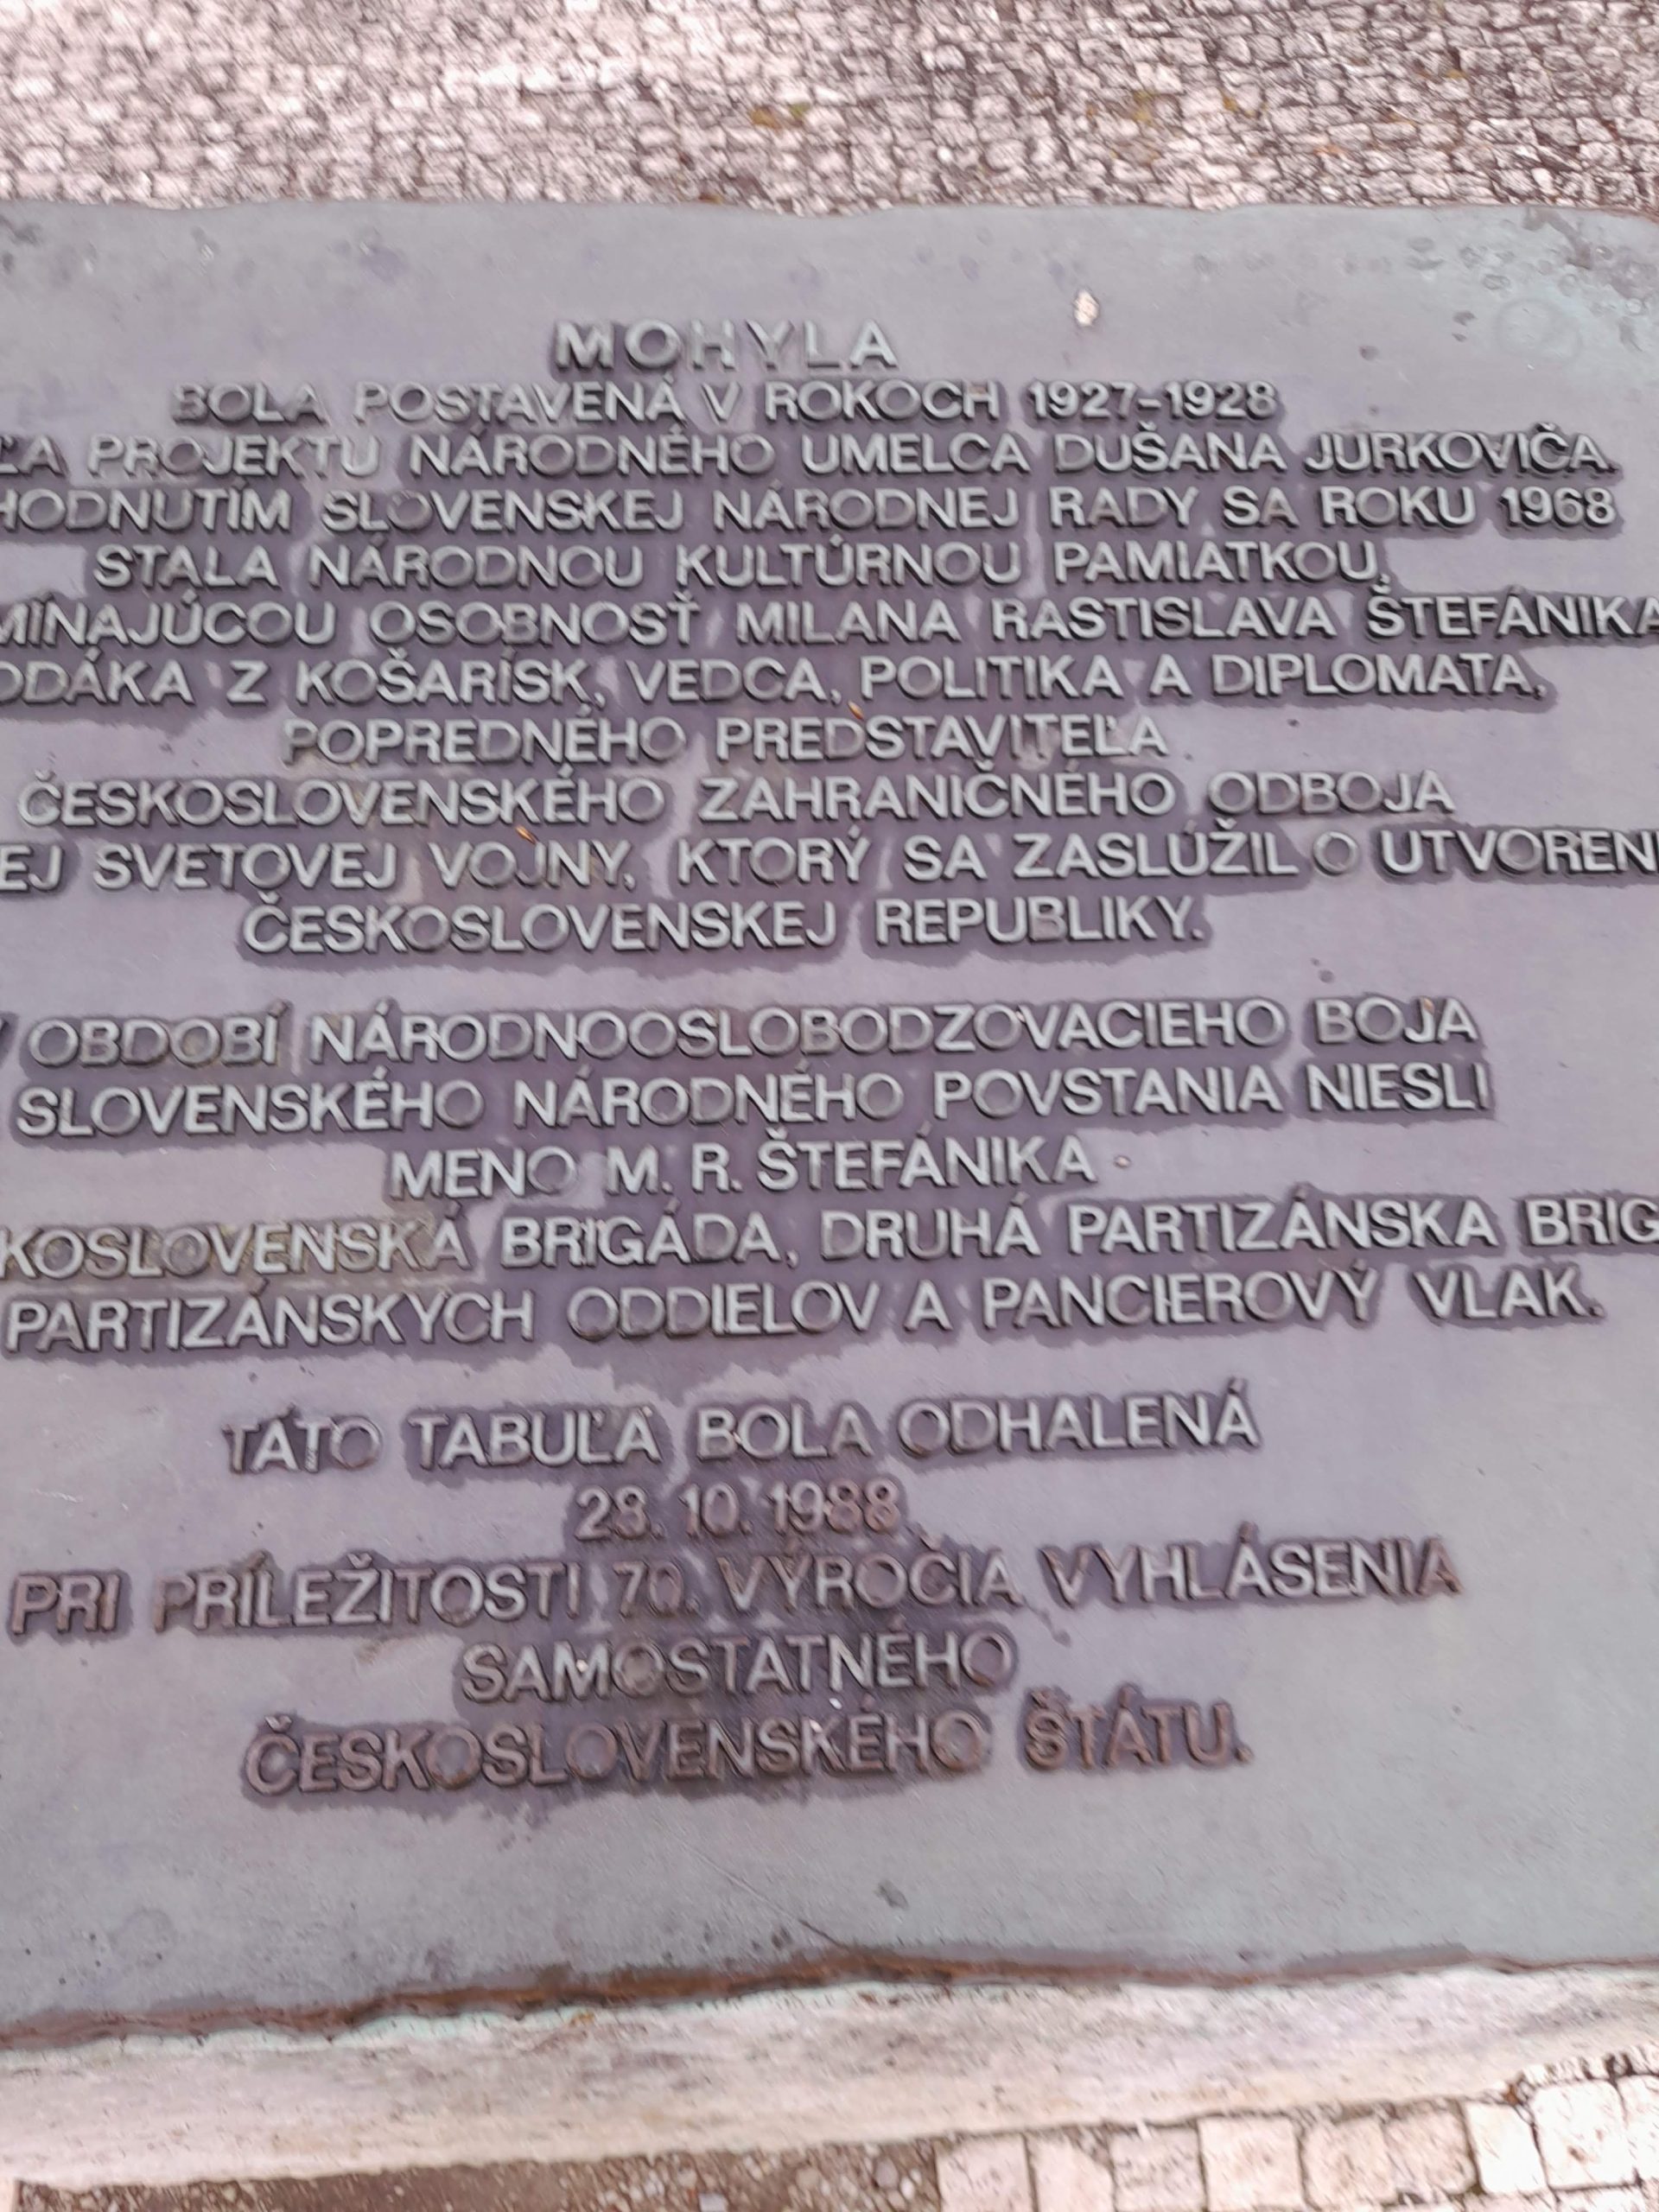 MOHYLA
BOLA POSTAVENÁ V ROKOCH 1927-1928
ĽA PROJEKTU NÁRODNÉHO UMELCA DUŠANA JURKOVIČA.
HODNUTÍM SLOVENSKEJ NÁRODNEJ RADY SA ROKU 1968
STALA NÁRODNOU KULTÚRNOU PAMIATKOU,
MÍNAJÚCOU OSOBNOSŤ MILANA RASTISLAVA ŠTEFÁNIKA
ODÁKA Z KOŠARÍSK, VEDCA, POLITIKA A DIPLOMATA,
POPREDNÉHO PREDSTAVITEĽA
ČESKOSLOVENSKÉHO ZAHRANIČNÉHO ODBOJA
EJ SVETOVEJ VOJNY, KTORÝ SA ZASLÚŽIL O UTVOREN
ČESKOSLOVENSKEJ REPUBLIKY.
V OBDOBÍ NÁRODNOOSLOBODZOVACIEHO BOJA
SLOVENSKÉHO NÁRODNÉHO POVSTANIA NIESLI
MENO M. R. ŠTEFÁNIKA
KOSLOVENSKÁ BRIGÁDA, DRUHÁ PARTIZÁNSKA BRIG
PARTIZÁNSKÝCH ODDIELOV A PANCIEROVÝ VLAK.
TÁTO TABUĽA BOLA ODHALENÁ
28. 10. 1988
PRI PRÍLEŽITOSTI 70. VÝROČIA VYHLÁSENIA
SAMOSTATNÉHO
ČESKOSLOVENSKÉHO ŠTÁTU.